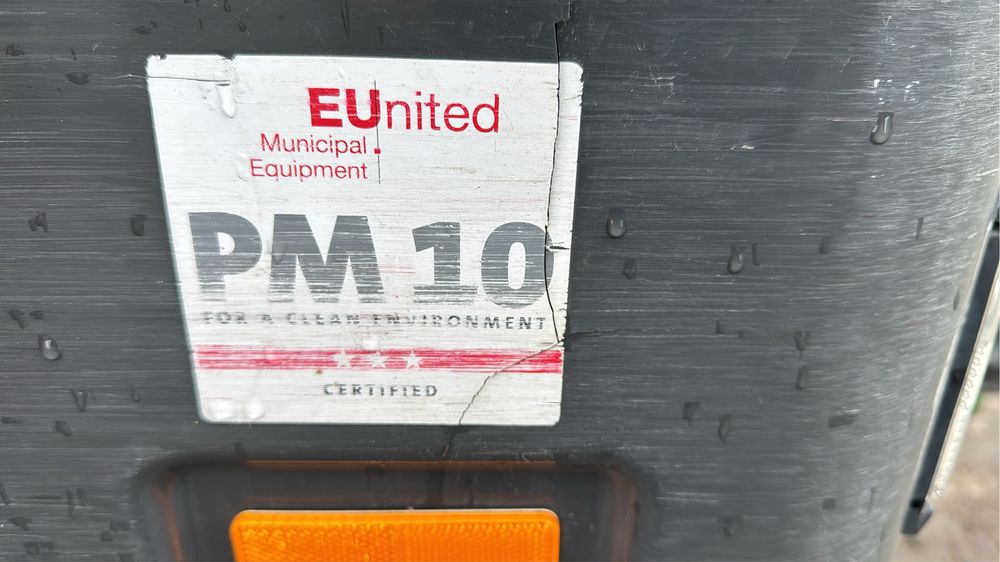 EUnited
Municipal
Equipment
PM 10
FOR A CLEAN ENVIRONMENT
CERTIFIED